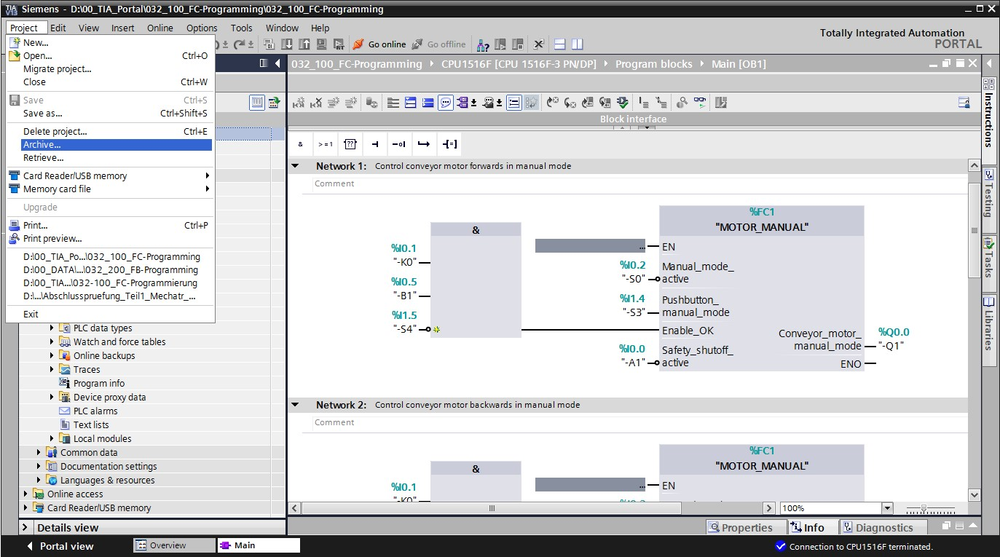 Siemens - D:\00_TIA_Portal\032_100_FC-Programming\032_100_FC-Programming
Project Edit View Insert Online Options Tools Window Help
Totally Integrated Automation
PORTAL
Go online Go offline
New...
Open... Ctrl+O
Migrate project...
Close Ctrl+W
Save Ctrl+S
Save as... Ctrl+Shift+S
Delete project... Ctrl+E
Archive...
Retrieve...
Card Reader/USB memory
Memory card file
Upgrade
Print... Ctrl+P
Print preview...
D:\00_TIA_Po...\032_100_FC-Programming
D:\00_DATA\...\032_200_FB-Programming
D:\00_TIA...\032-100_FC-Programmierung
D:\...\Abschlusspruefung_Teil1_Mechatr_...
Exit
PLC data types
Watch and force tables
Online backups
Traces
Program info
Device proxy data
PLC alarms
Text lists
Local modules
Common data
Documentation settings
Languages & resources
Online access
Card Reader/USB memory
Details view
032_100_FC-Programming CPU1516F [CPU 1516F-3 PN/DP] Program blocks Main [OB1]
Block interface
& >=1 [??] -| -o| [=]
Network 1: Control conveyor motor forwards in manual mode
Comment
&
%I0.1
"-K0"
%I0.5
"-B1"
%I1.5
"-S4"
%FC1
"MOTOR_MANUAL"
... EN
%I0.2
"-S0"
Manual_mode_
active
%I1.4
"-S3"
Pushbutton_
manual_mode
Enable_OK
%I0.0
"-A1"
Safety_shutoff_
active
Conveyor_motor_
manual_mode
%Q0.0
"-Q1"
ENO
Network 2: Control conveyor motor backwards in manual mode
Comment
&
%I0.1
"-K0"
%FC1
"MOTOR_MANUAL"
... EN
100%
Properties Info Diagnostics
Instructions
Testing
Tasks
Libraries
Portal view Overview Main
Connection to CPU1516F terminated.